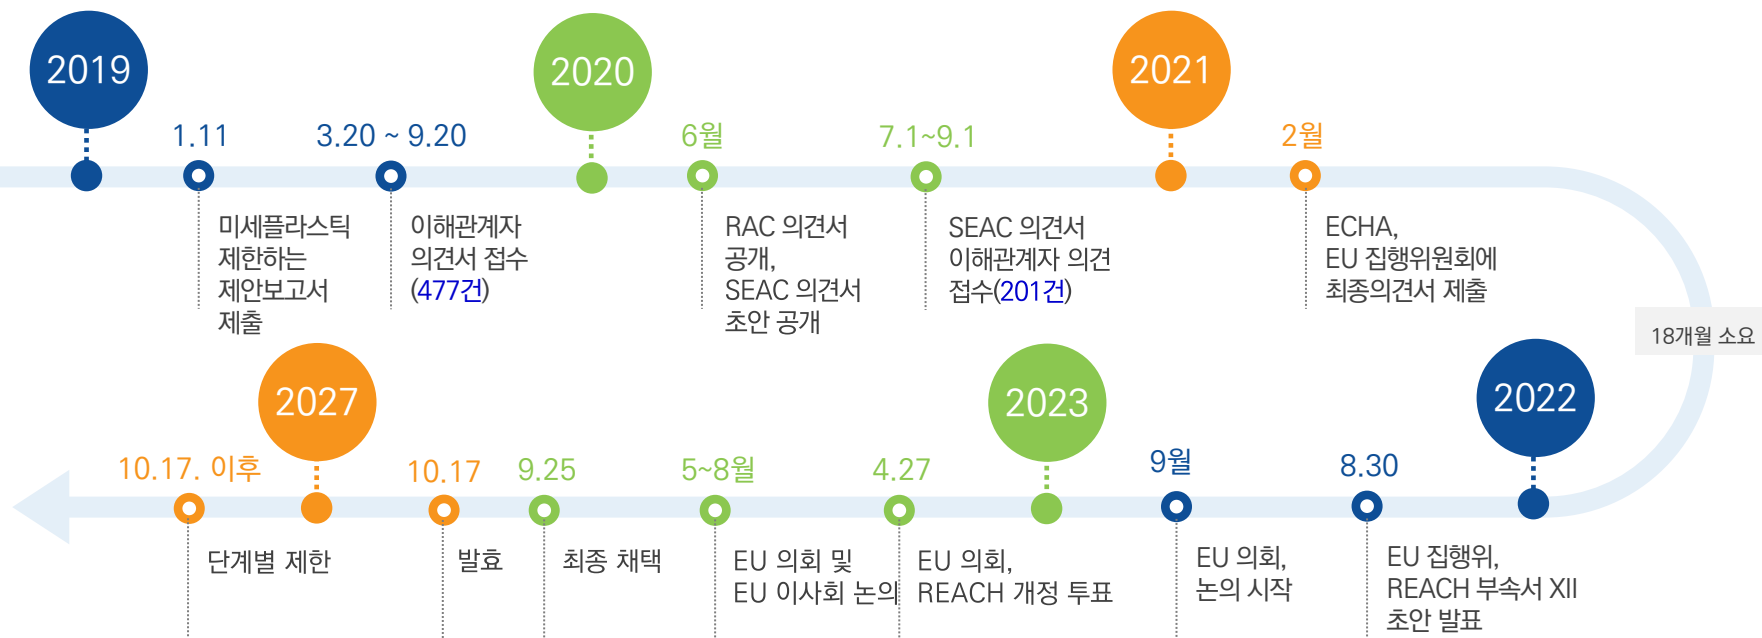 2019
1.11
미세플라스틱
제한하는
제안보고서
제출
3.20 ~ 9.20
이해관계자
의견서 접수
(477건)
2020
6월
RAC 의견서
공개,
SEAC 의견서
초안 공개
7.1~9.1
SEAC 의견서
이해관계자 의견
접수(201건)
2021
2월
ECHA,
EU 집행위원회에
최종의견서 제출
18개월 소요
2022
8.30
EU 집행위,
REACH 부속서 XII
초안 발표
9월
EU 의회,
논의 시작
2023
4.27
EU 의회,
REACH 개정 투표
5~8월
EU 의회 및
EU 이사회 논의
9.25
최종 채택
10.17
발효
2027
10.17. 이후
단계별 제한